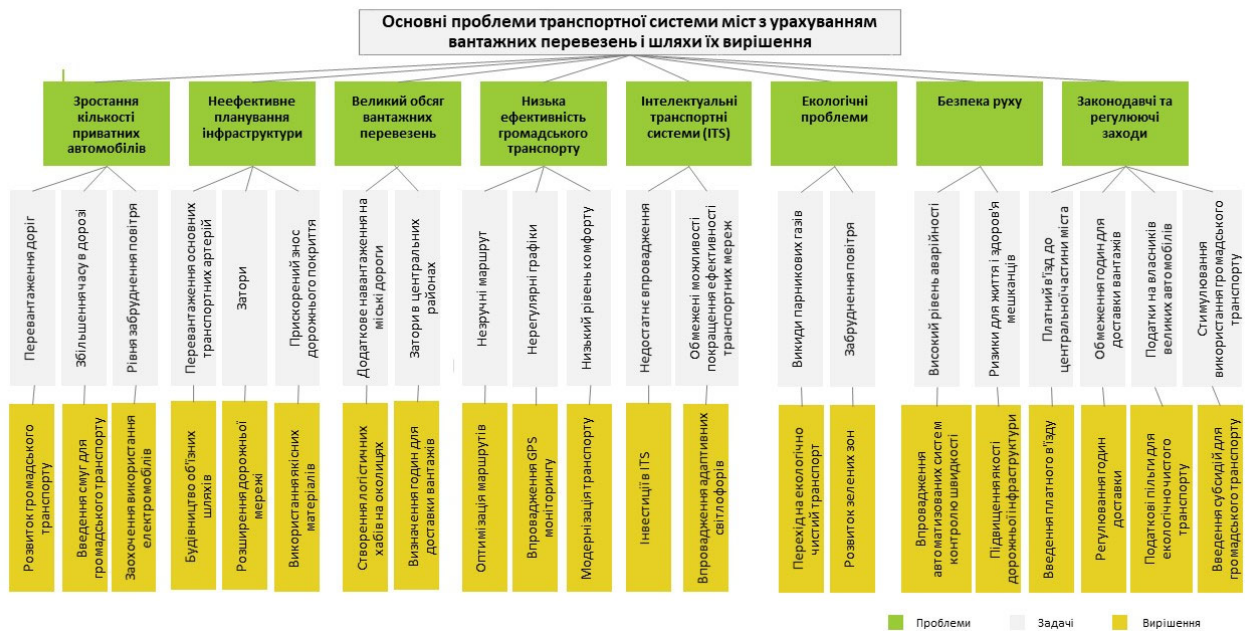 Основні проблеми транспортної системи міст з урахуванням
вантажних перевезень і шляхи їх вирішення
Зростання
кількості
приватних
автомобілів
Неефективне
планування
інфраструктури
Великий обсяг
вантажних
перевезень
Низька
ефективність
громадського
транспорту
Інтелектуальні
транспортні
системи (ITS)
Екологічні
проблеми
Безпека руху
Законодавчі та
регулюючі
заходи
Перевантаження доріг
Збільшення часу в дорозі
Рівня забруднення повітря
Перевантаження основних
транспортних артерій
Затори
Прискорений знос
дорожнього покриття
Додаткове навантаження на
міські дороги
Затори в центральних
районах
Незручні маршрут
Нерегулярні графіки
Низький рівень комфорту
Недостатнє впровадження
Обмежені можливості
покращення ефективності
транспортних мереж
Викиди парникових газів
Забруднення повітря
Високий рівень аварійності
Ризики для життя і здоров'я
мешканців
Платний в'їзд до
центральної частини міста
Обмеження годин для
доставки вантажів
Податки на власників
великих автомобілів
Стимулювання
використання громадського
транспорту
Розвиток громадського
транспорту
Введення смуг для
громадського транспорту
Заохочення використання
електромобілів
Будівництво об'їзних
шляхів
Розширення дорожньої
мережі
Використання якісних
матеріалів
Створення логістичних
хабів на околицях
Визначення годин для
доставки вантажів
Оптимізація маршрутів
Впровадження GPS
моніторингу
Модернізація транспорту
Інвестиції в ITS
Впровадження адаптивних
світлофорів
Перехід на екологічно
чистий транспорт
Розвиток зелених зон
Впровадження
автоматизованих систем
контролю швидкості
Підвищення якості
дорожньої інфраструктури
Введення платного в'їзду
Регулювання годин
доставки
Податкові пільги для
екологічно чистого
транспорту
Введення субсидій для
громадського транспорту
Проблеми
Задачі
Вирішення